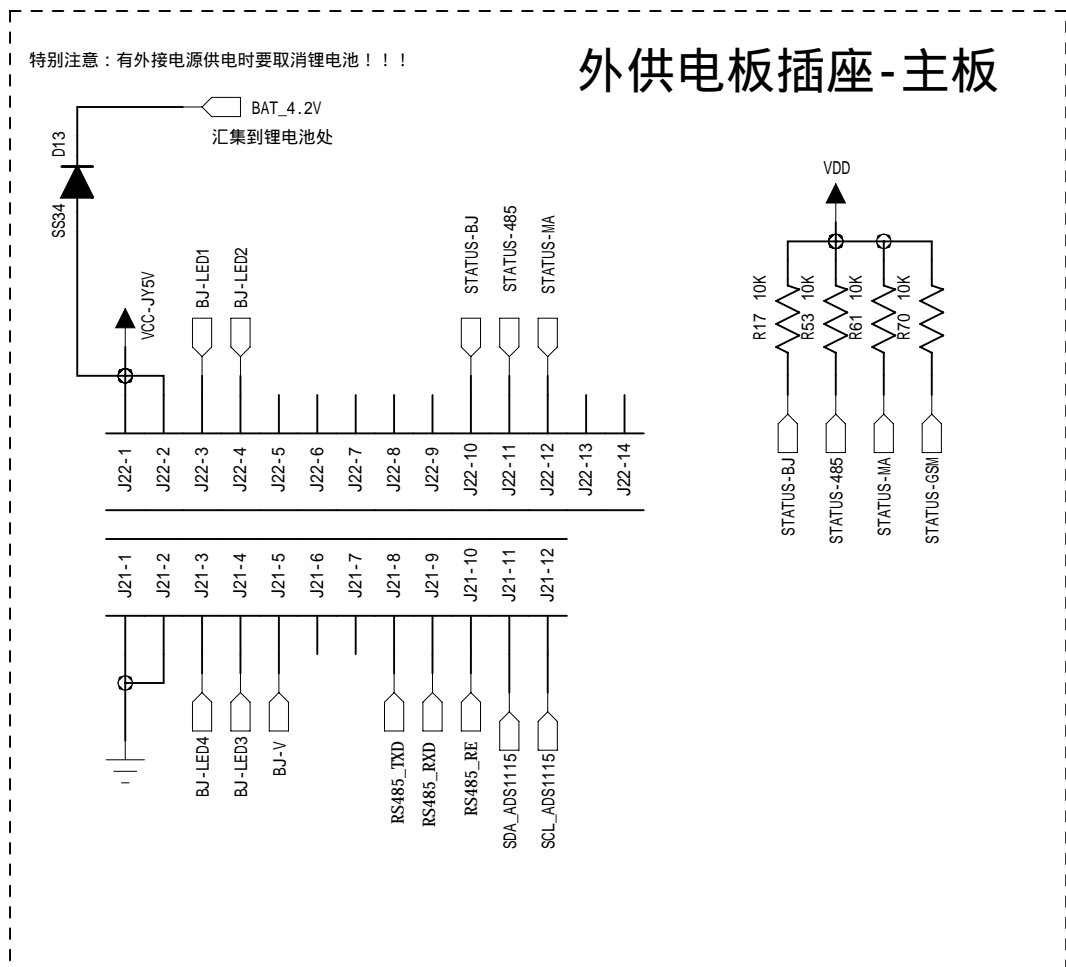 特别注意：有外接电源供电时要取消锂电池！！！
外供电板插座-主板
BAT_4.2V
汇集到锂电池处
D13
SS34
VCC-JY5V
BJ-LED1
BJ-LED2
STATUS-BJ
STATUS-485
STATUS-MA
J22-1
J22-2
J22-3
J22-4
J22-5
J22-6
J22-7
J22-8
J22-9
J22-10
J22-11
J22-12
J22-13
J22-14
J21-1
J21-2
J21-3
J21-4
J21-5
J21-6
J21-7
J21-8
J21-9
J21-10
J21-11
J21-12
BJ-LED4
BJ-LED3
BJ-V
RS485_TXD
RS485_RXD
RS485_RE
SDA_ADS1115
SCL_ADS1115
VDD
R17 10K
R53 10K
R61 10K
R70 10K
STATUS-BJ
STATUS-485
STATUS-MA
STATUS-GSM